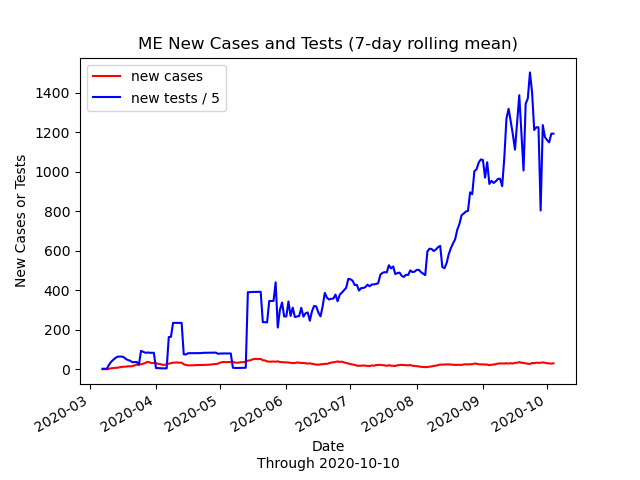 ME New Cases and Tests (7-day rolling mean)
new cases
new tests / 5
New Cases or Tests
1400
1200
1000
800
600
400
200
0
2020-03
2020-04
2020-05
2020-06
2020-07
2020-08
2020-09
2020-10
Date
Through 2020-10-10